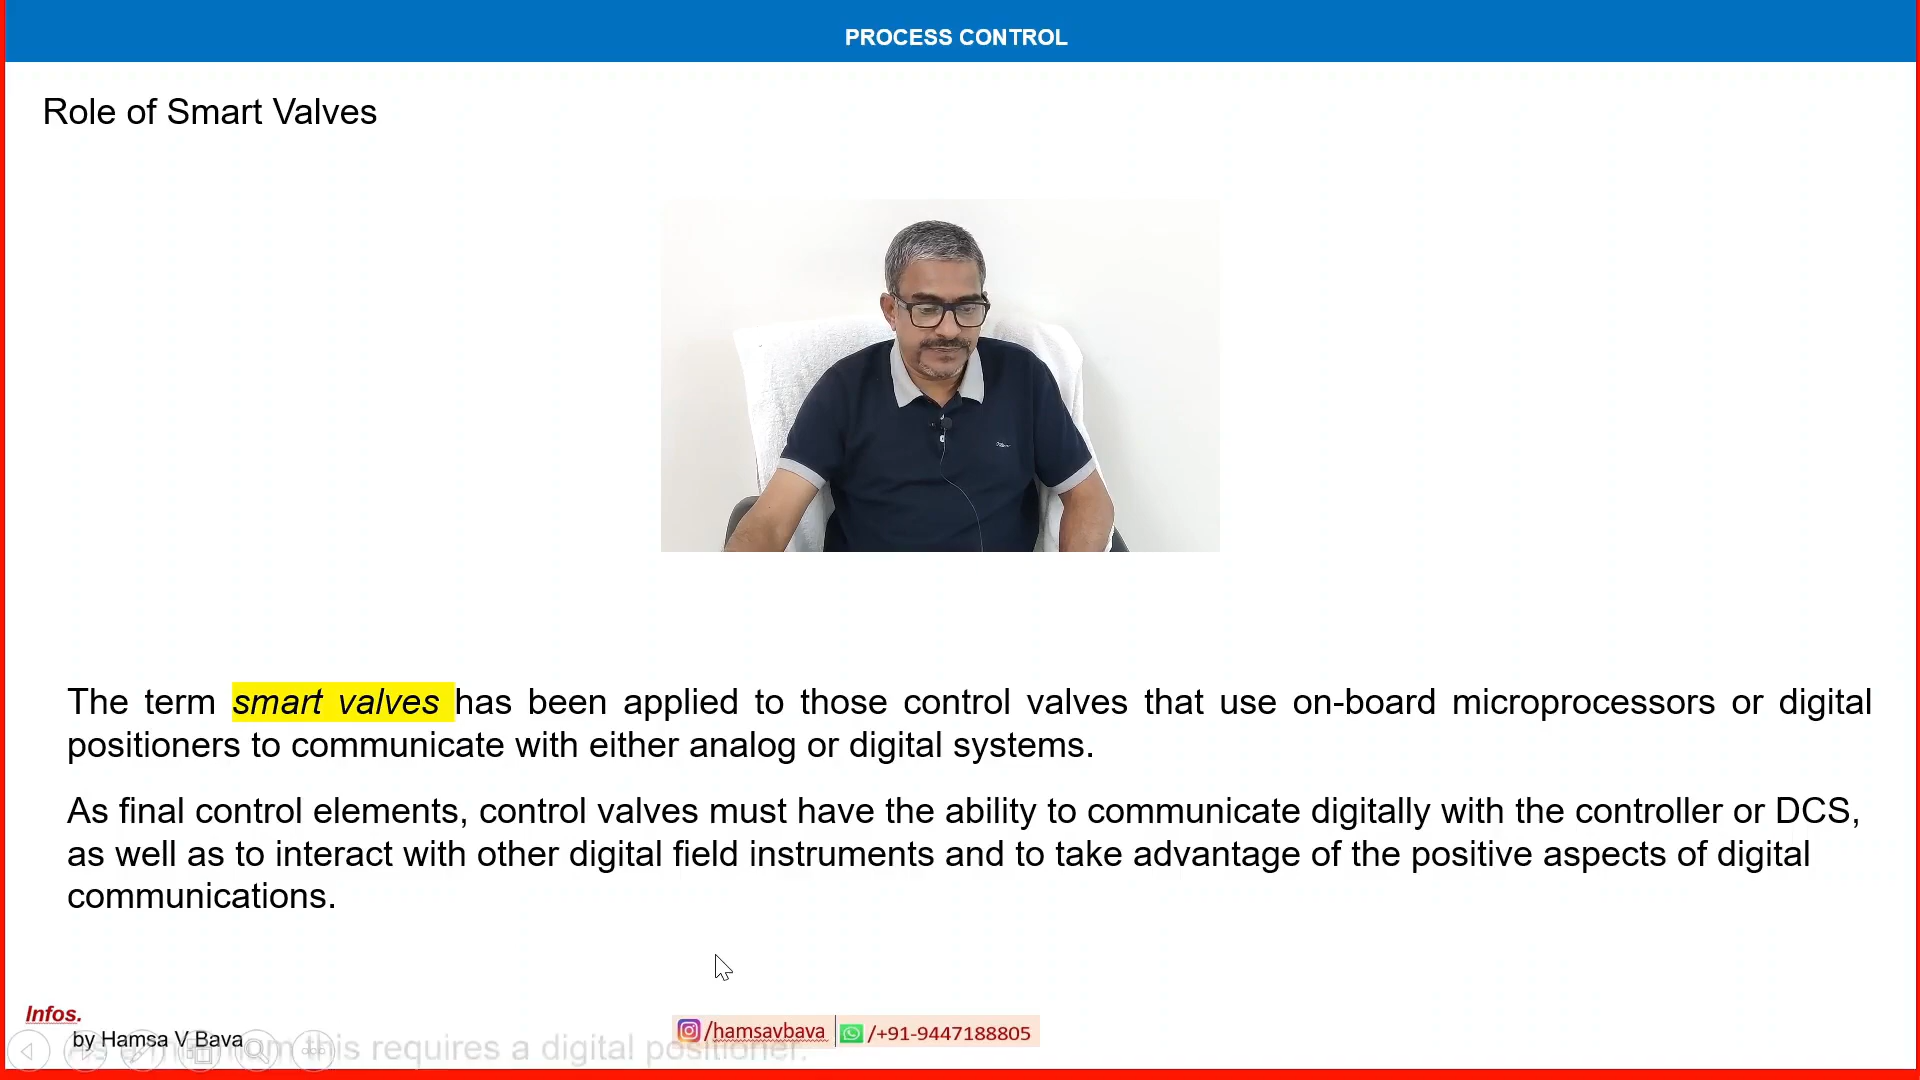 PROCESS CONTROL
Role of Smart Valves
The term smart valves has been applied to those control valves that use on-board microprocessors or digital
positioners to communicate with either analog or digital systems.
As final control elements, control valves must have the ability to communicate digitally with the controller or DCS,
as well as to interact with other digital field instruments and to take advantage of the positive aspects of digital
communications.
Infos.
by Hamsa V Bava
/hamsavbava
/+91-9447188805
this requires a digital positioner.